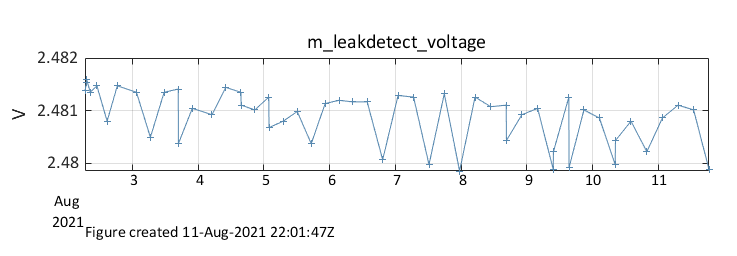 m_leakdetect_voltage
2.482
2.481
2.48
V
3 4 5 6 7 8 9 10 11
Aug
2021
Figure created 11-Aug-2021 22:01:47Z